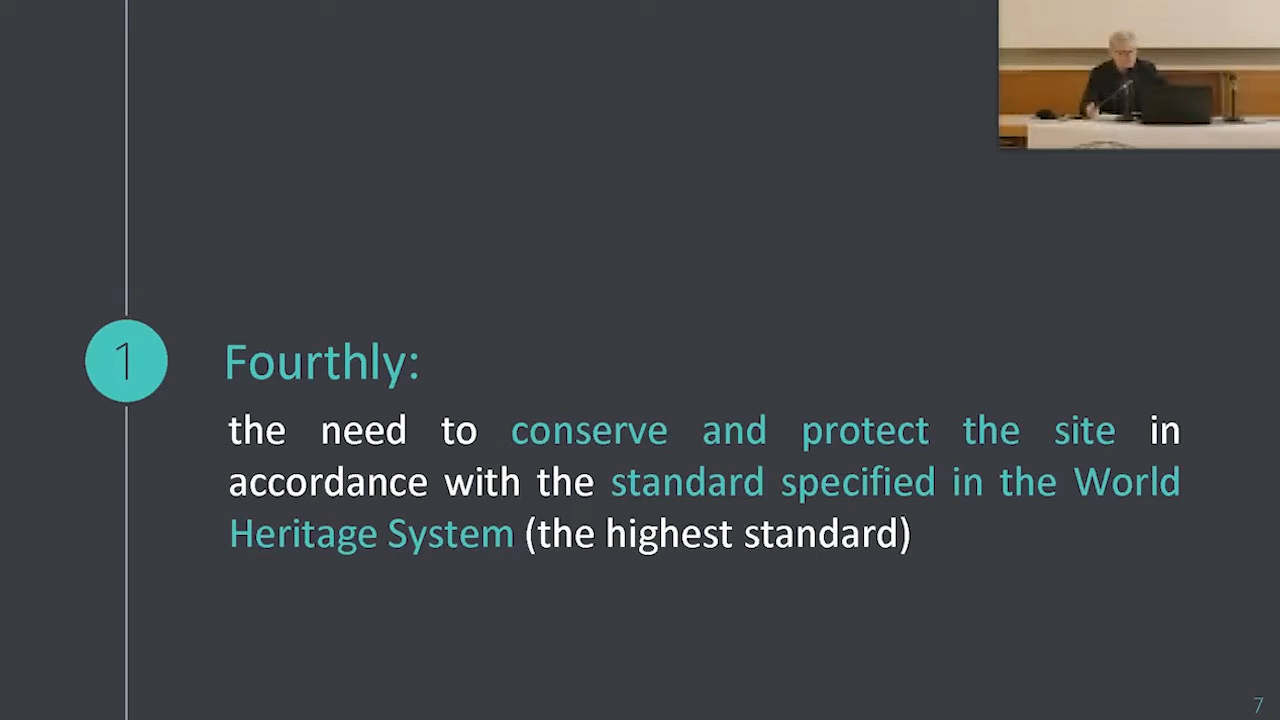 1
Fourthly:
the need to conserve and protect the site in
accordance with the standard specified in the World
Heritage System (the highest standard)
7